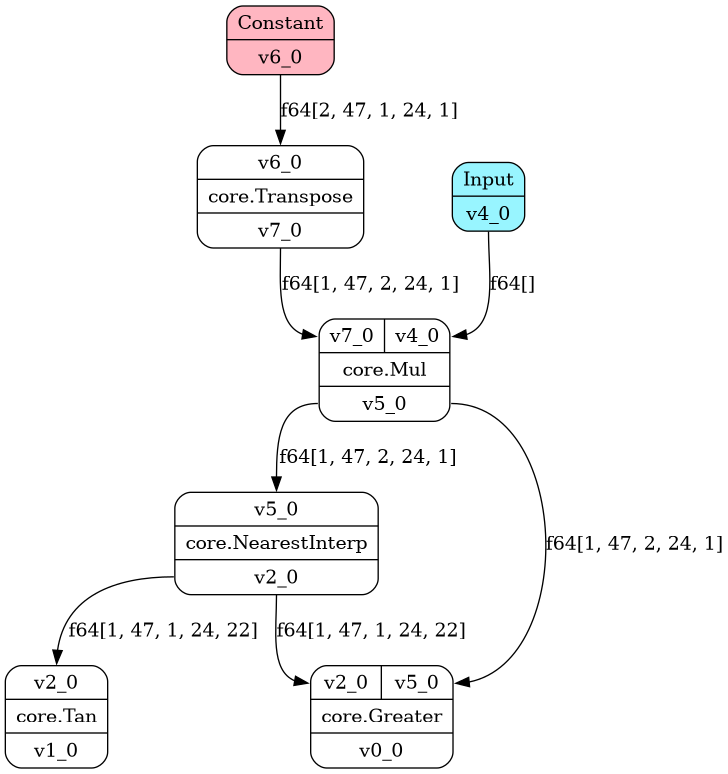 Constant
v6_0
f64[2, 47, 1, 24, 1]
v6_0
core.Transpose
v7_0
Input
v4_0
f64[1, 47, 2, 24, 1]
f64[]
v7_0 v4_0
core.Mul
v5_0
f64[1, 47, 2, 24, 1]
v5_0
core.NearestInterp
v2_0
f64[1, 47, 2, 24, 1]
f64[1, 47, 1, 24, 22]
f64[1, 47, 1, 24, 22]
v2_0
core.Tan
v1_0
v2_0 v5_0
core.Greater
v0_0